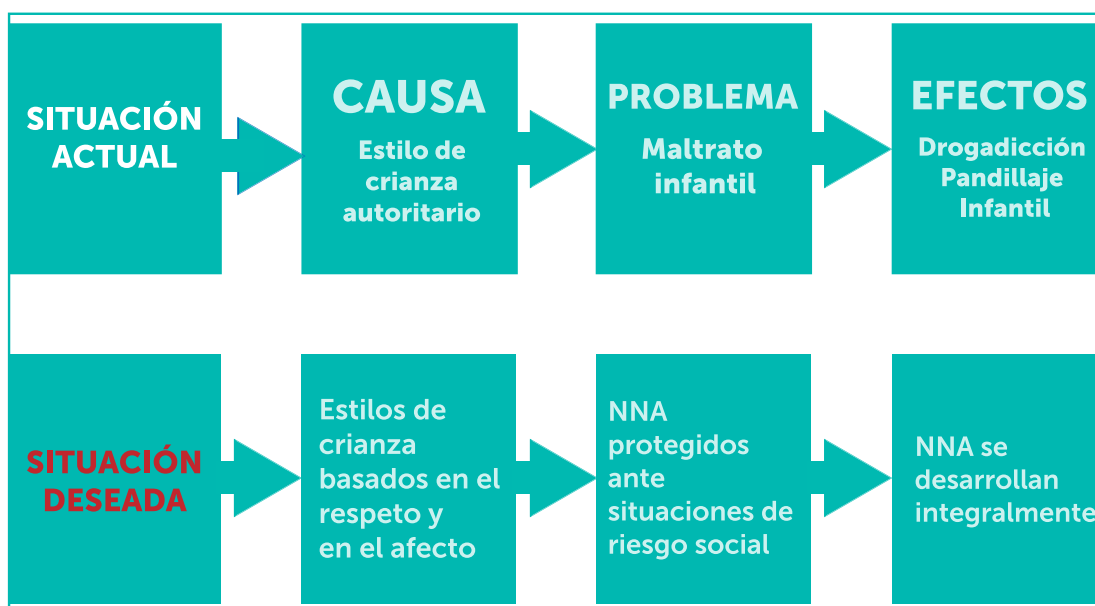 SITUACIÓN
ACTUAL
CAUSA
Estilo de
crianza
autoritario
PROBLEMA
Maltrato
infantil
EFECTOS
Drogadicción
Pandillaje
Infantil
SITUACIÓN
DESEADA
Estilos de
crianza
basados en el
respeto y
en el afecto
NNA
protegidos
ante
situaciones de
riesgo social
NNA se
desarrollan
integralmente